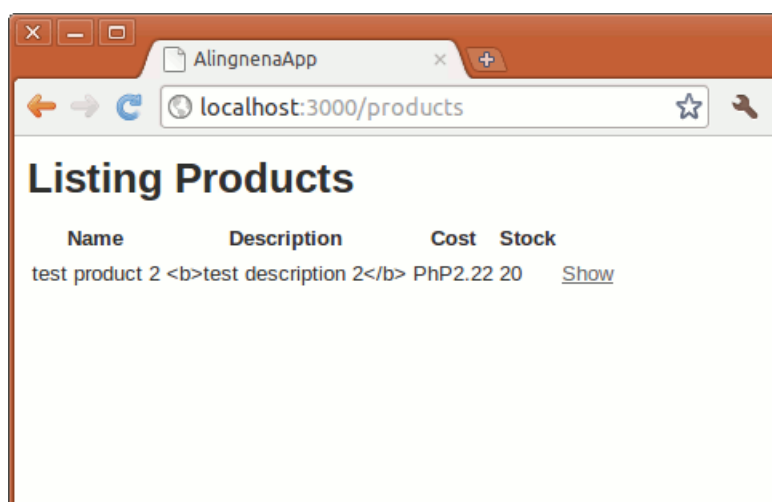 AlingnenaApp
localhost:3000/products
Listing Products
Name Description Cost Stock
test product 2 <b>test description 2</b> PhP2.22 20 Show